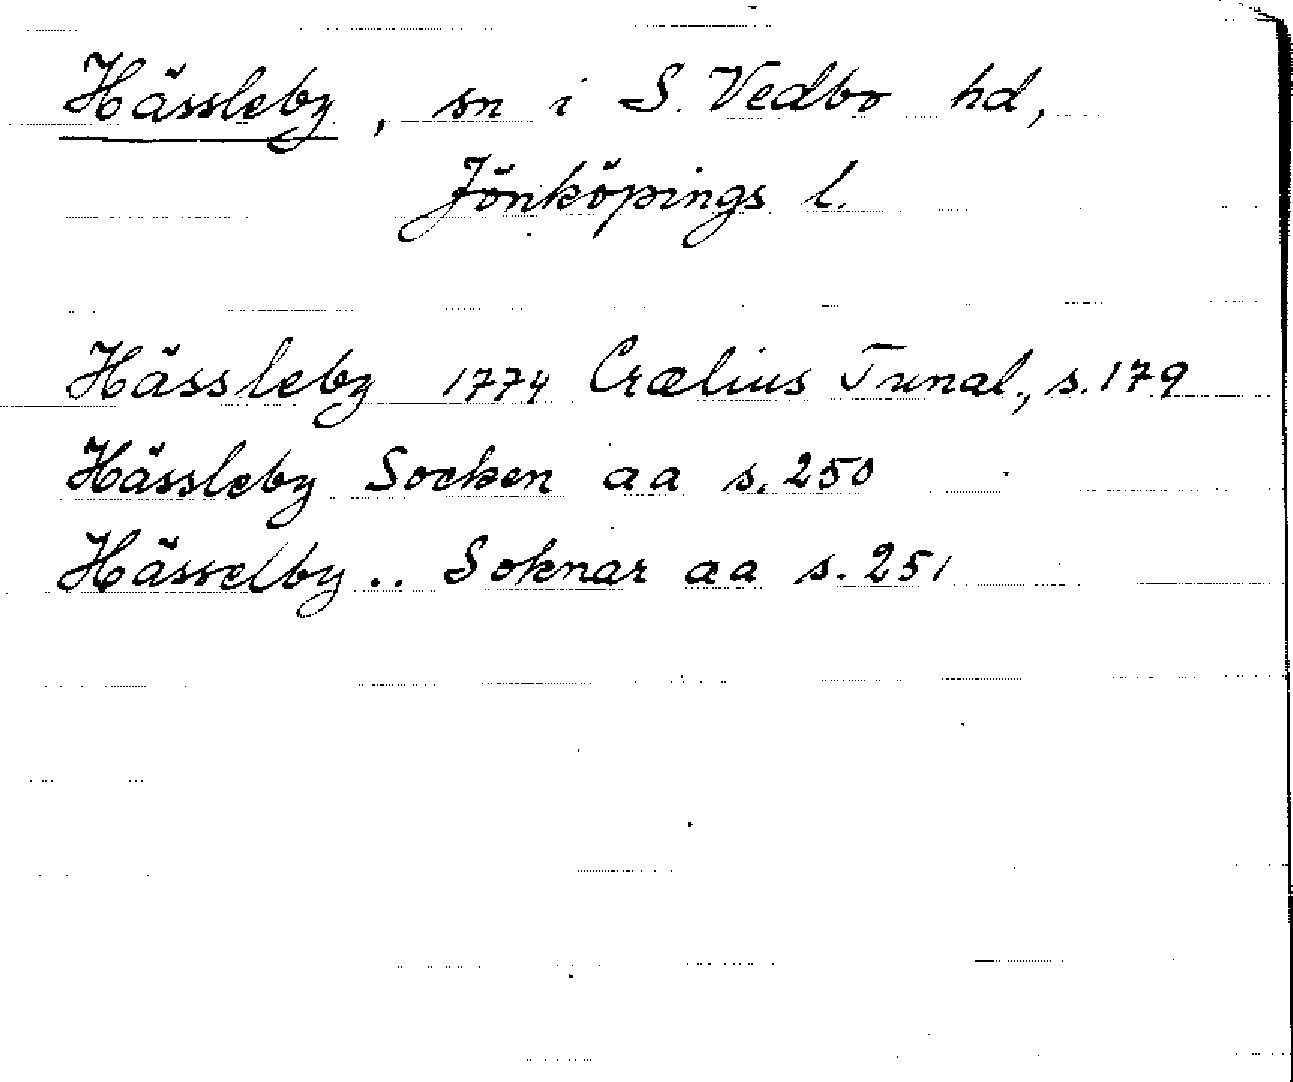 Hässleby, sn i S. Vedbo hd,
Jönköpings l.
Hässleby 1774 Crælius Tunal., s. 179
Hässleby Socken aa s. 250
Hässelby .. Soknar aa s. 251